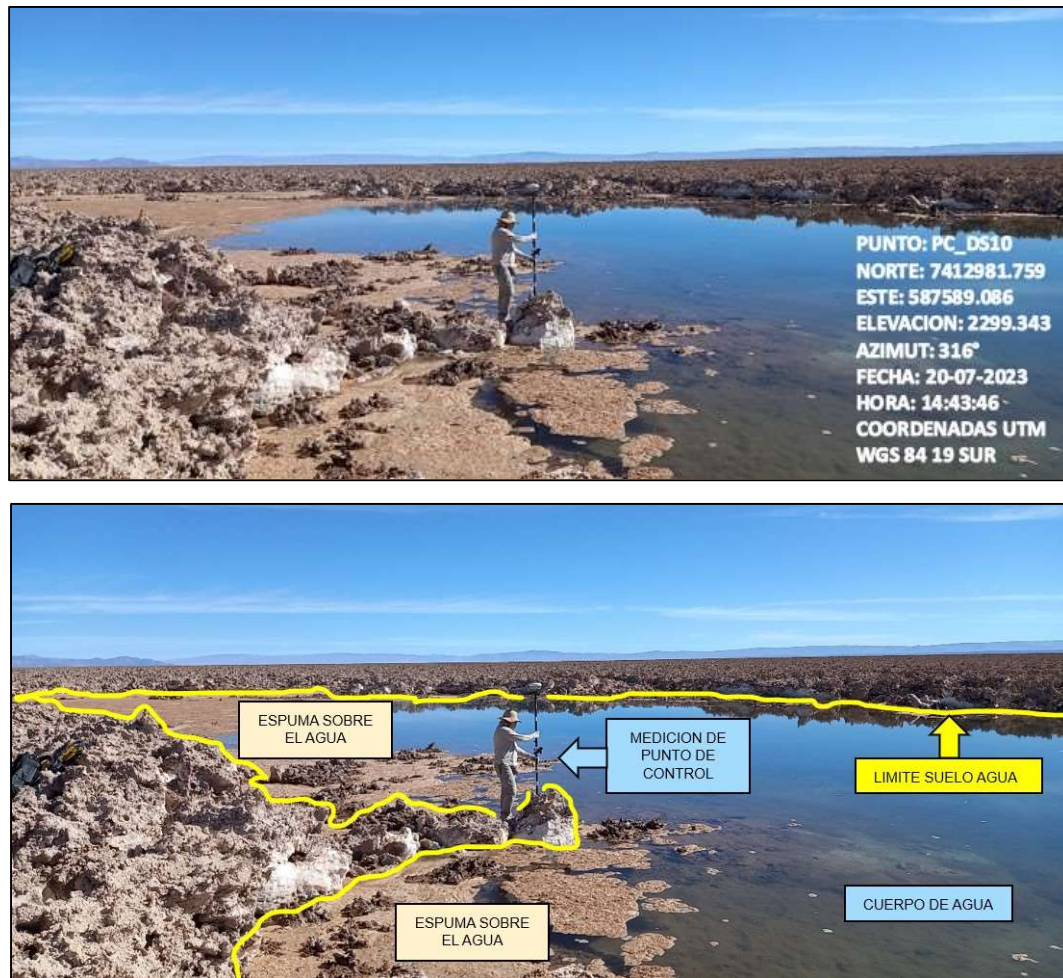 PUNTO: PC_DS10
NORTE: 7412981.759
ESTE: 587589.086
ELEVACION: 2299.343
AZIMUT: 316°
FECHA: 20-07-2023
HORA: 14:43:46
COORDENADAS UTM
WGS 84 19 SUR
ESPUMA SOBRE
EL AGUA
MEDICION DE
PUNTO DE
CONTROL
LIMITE SUELO AGUA
CUERPO DE AGUA
ESPUMA SOBRE
EL AGUA